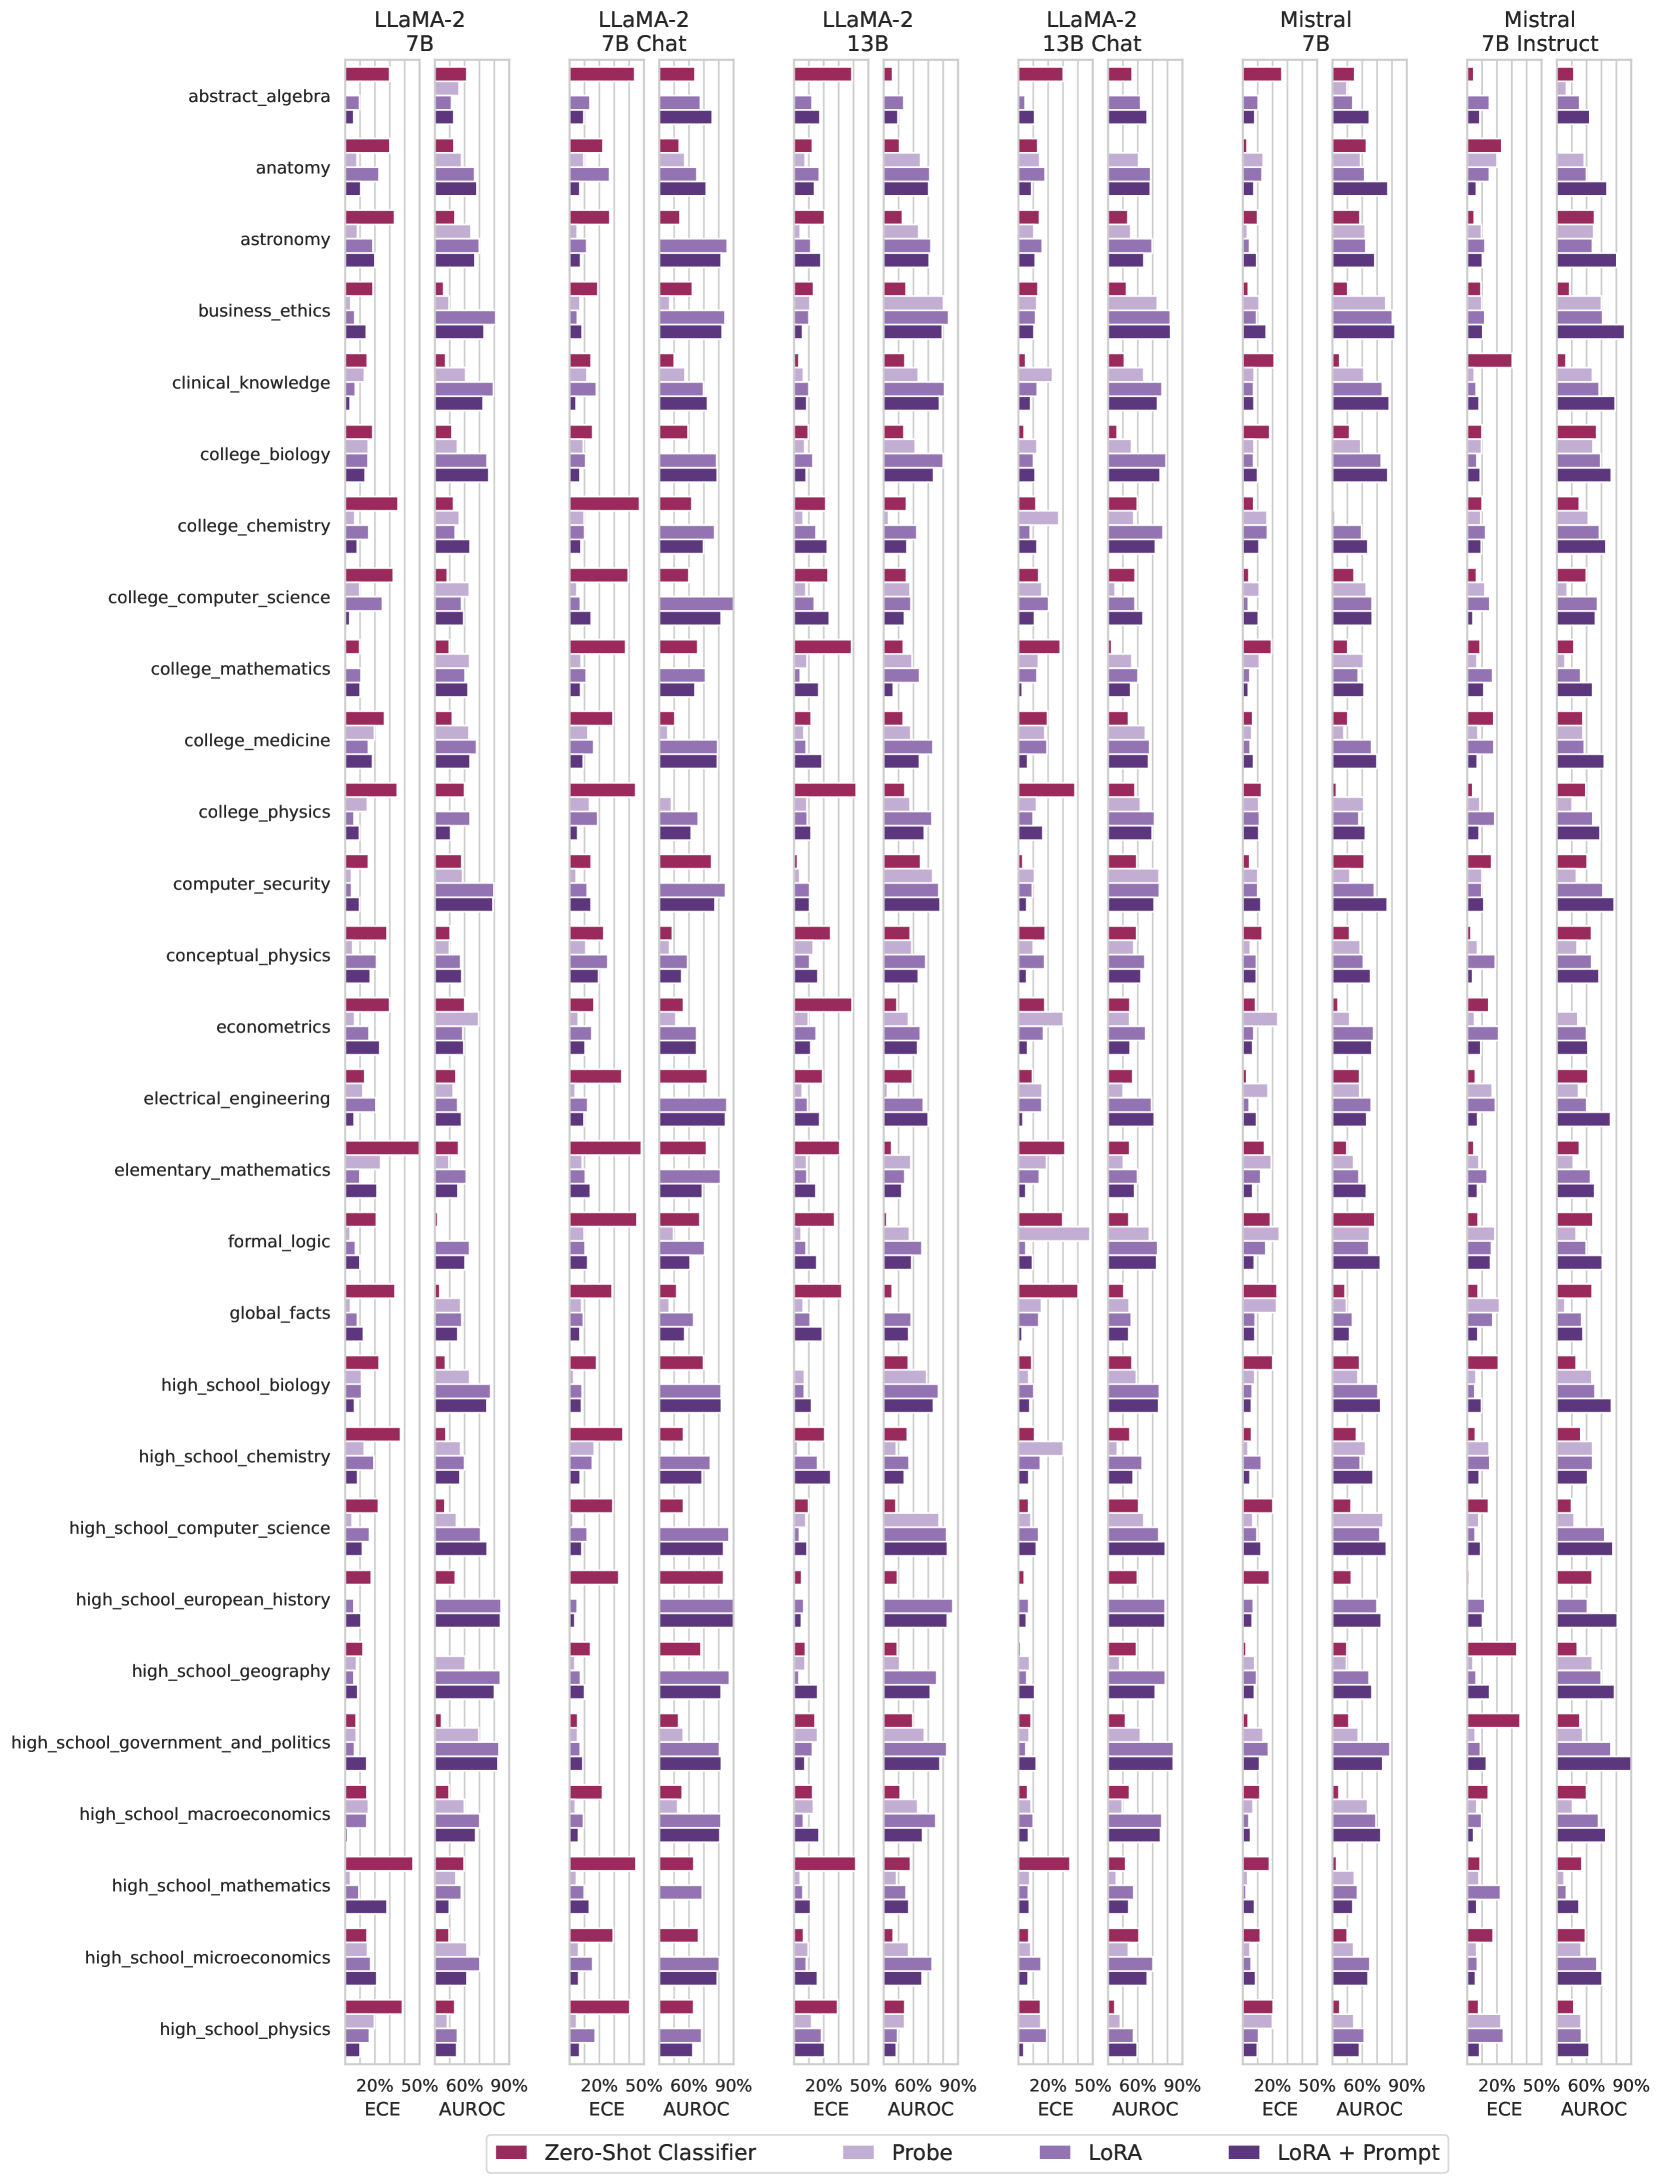 LLaMA-2 LLaMA-2 LLaMA-2 LLaMA-2 Mistral Mistral
7B 7B Chat 13B 13B Chat 7B 7B Instruct
abstract_algebra
anatomy
astronomy
business_ethics
clinical_knowledge
college_biology
college_chemistry
college_computer_science
college_mathematics
college_medicine
college_physics
computer_security
conceptual_physics
econometrics
electrical_engineering
elementary_mathematics
formal_logic
global_facts
high_school_biology
high_school_chemistry
high_school_computer_science
high_school_european_history
high_school_geography
high_school_government_and_politics
high_school_macroeconomics
high_school_mathematics
high_school_microeconomics
high_school_physics
20% 50% 60% 90% 20% 50% 60% 90% 20% 50% 60% 90% 20% 50% 60% 90% 20% 50% 60% 90% 20% 50% 60% 90%
ECE AUROC ECE AUROC ECE AUROC ECE AUROC ECE AUROC ECE AUROC
Zero-Shot Classifier Probe LoRA LoRA + Prompt